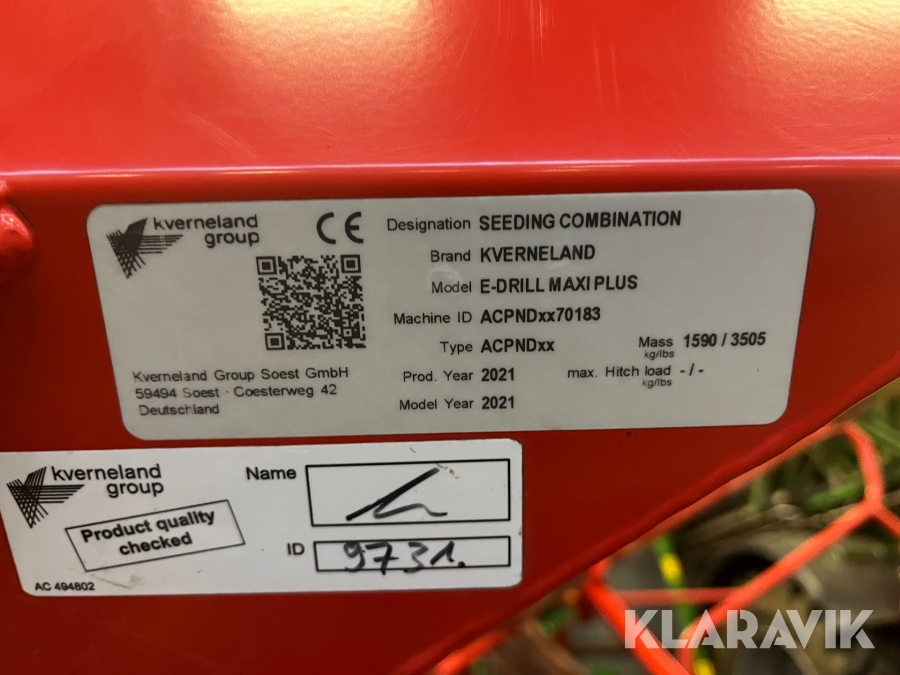 kverneland
group
CE
Designation SEEDING COMBINATION
Brand KVERNELAND
Model E-DRILL MAXI PLUS
Machine ID ACPNDxx70183
Type ACPNDxx
Mass 1590 / 3505
kg/lbs
Prod. Year 2021
max. Hitch load - / -
kg/lbs
Model Year 2021
Kverneland Group Soest GmbH
59494 Soest · Coesterweg 42
Deutschland
kverneland
group
Product quality
checked
AC 494802
Name
ID 9731.
KLARAVIK